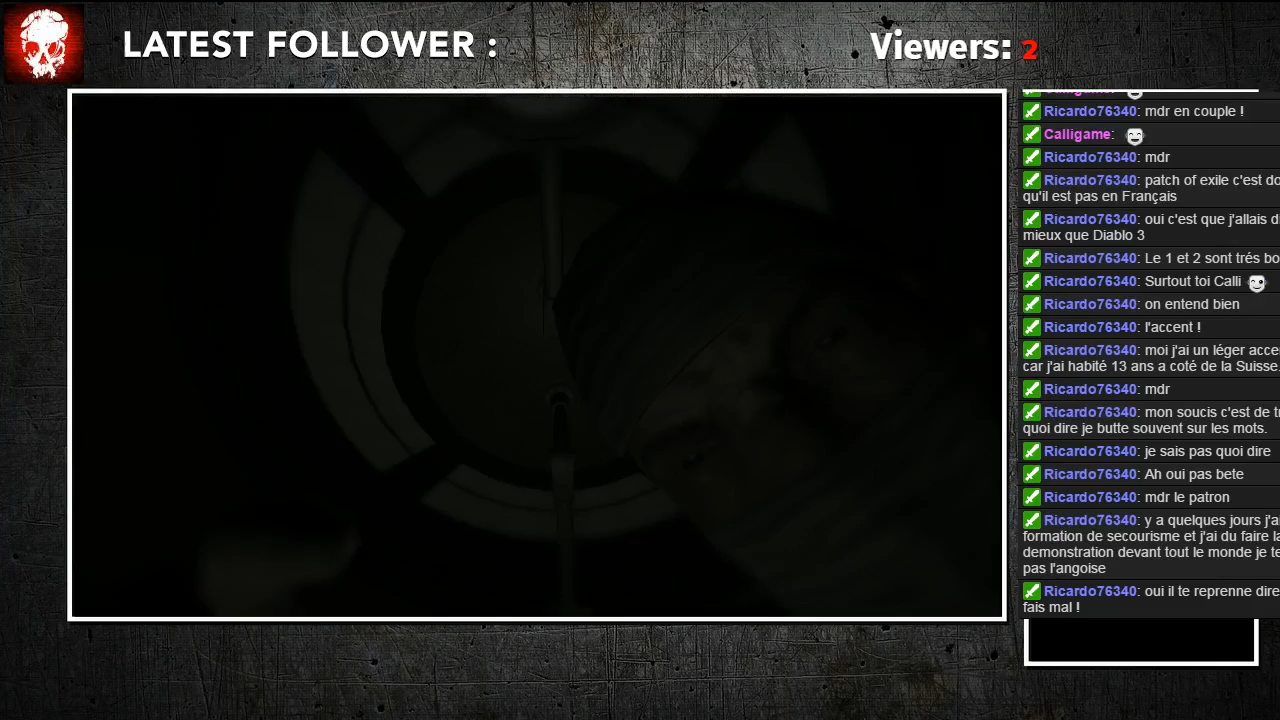 LATEST FOLLOWER :
Viewers: 2
Ricardo76340: mdr en couple !
Calligame:
Ricardo76340: mdr
Ricardo76340: patch of exile c'est do
qu'il est pas en Français
Ricardo76340: oui c'est que j'allais d
mieux que Diablo 3
Ricardo76340: Le 1 et 2 sont trés bo
Ricardo76340: Surtout toi Calli
Ricardo76340: on entend bien
Ricardo76340: l'accent !
Ricardo76340: moi j'ai un léger acce
car j'ai habité 13 ans a coté de la Suisse.
Ricardo76340: mdr
Ricardo76340: mon soucis c'est de tr
quoi dire je butte souvent sur les mots.
Ricardo76340: je sais pas quoi dire
Ricardo76340: Ah oui pas bete
Ricardo76340: mdr le patron
Ricardo76340: y a quelques jours j'a
formation de secourisme et j'ai du faire la
demonstration devant tout le monde je te
pas l'angoise
Ricardo76340: oui il te reprenne dire
fais mal !